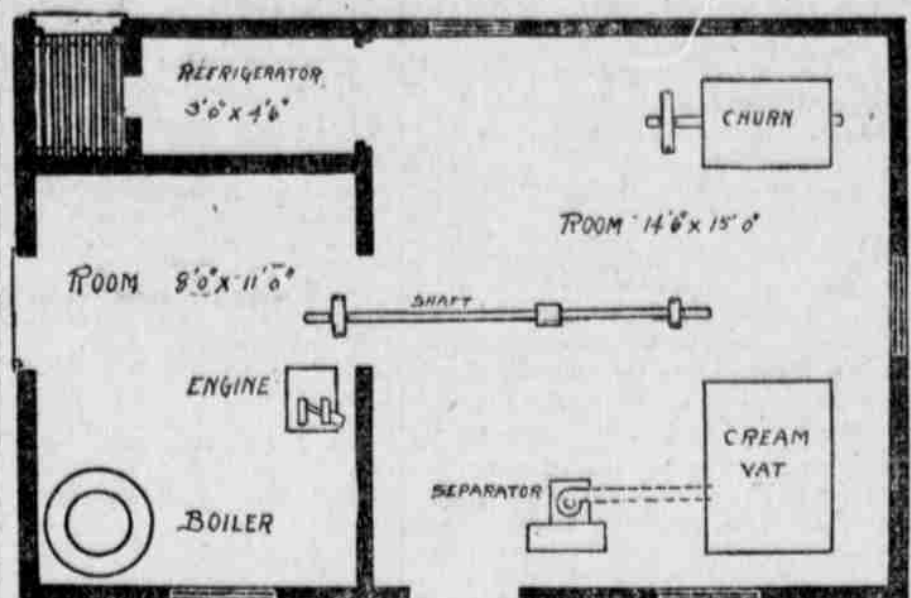 REFRIGERATOR
3'0" X 4'6"
CHURN
ROOM 14'6" X 15'0"
ROOM 8'0" X 11'0"
SHAFT
ENGINE
CREAM
VAT
SEPARATOR
BOILER